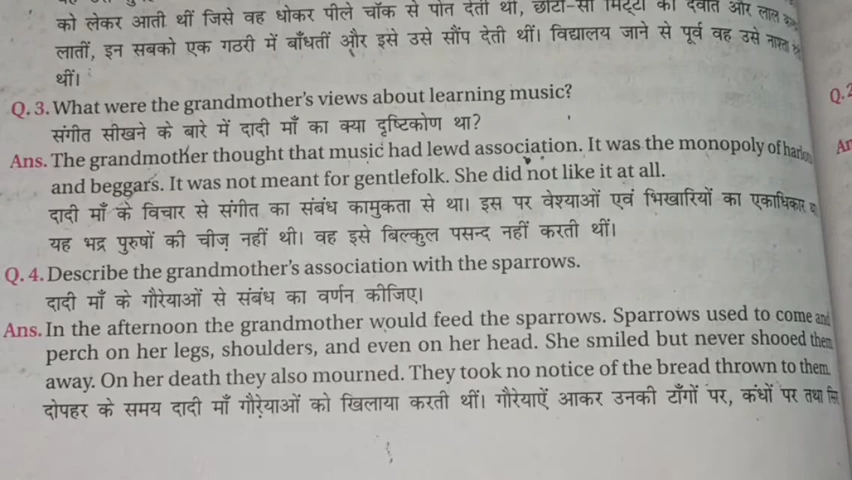 को लेकर आती थीं जिसे वह धोकर पीले चॉक से पोत देती थी, छोटी-सी मिट्टी की दवात और लाल
लातीं, इन सबको एक गठरी में बाँधतीं और इसे उसे सौंप देती थीं। विद्यालय जाने से पूर्व वह उसे नाश्ता
थीं।
Q. 3. What were the grandmother's views about learning music?
संगीत सीखने के बारे में दादी माँ का क्या दृष्टिकोण था?
Ans. The grandmother thought that music had lewd association. It was the monopoly of
and beggars. It was not meant for gentlefolk. She did not like it at all.
दादी माँ के विचार से संगीत का संबंध कामुकता से था। इस पर वेश्याओं एवं भिखारियों का एकाधिकार
यह भद्र पुरुषों की चीज़ नहीं थी। वह इसे बिल्कुल पसन्द नहीं करती थीं।
Q. 4. Describe the grandmother's association with the sparrows.
दादी माँ के गौरेयाओं से संबंध का वर्णन कीजिए।
Ans. In the afternoon the grandmother would feed the sparrows. Sparrows used to come and
perch on her legs, shoulders, and even on her head. She smiled but never shooed them
away. On her death they also mourned. They took no notice of the bread thrown to them.
दोपहर के समय दादी माँ गौरेयाओं को खिलाया करती थीं। गौरेयाऐं आकर उनकी टाँगों पर, कंधों पर तथा